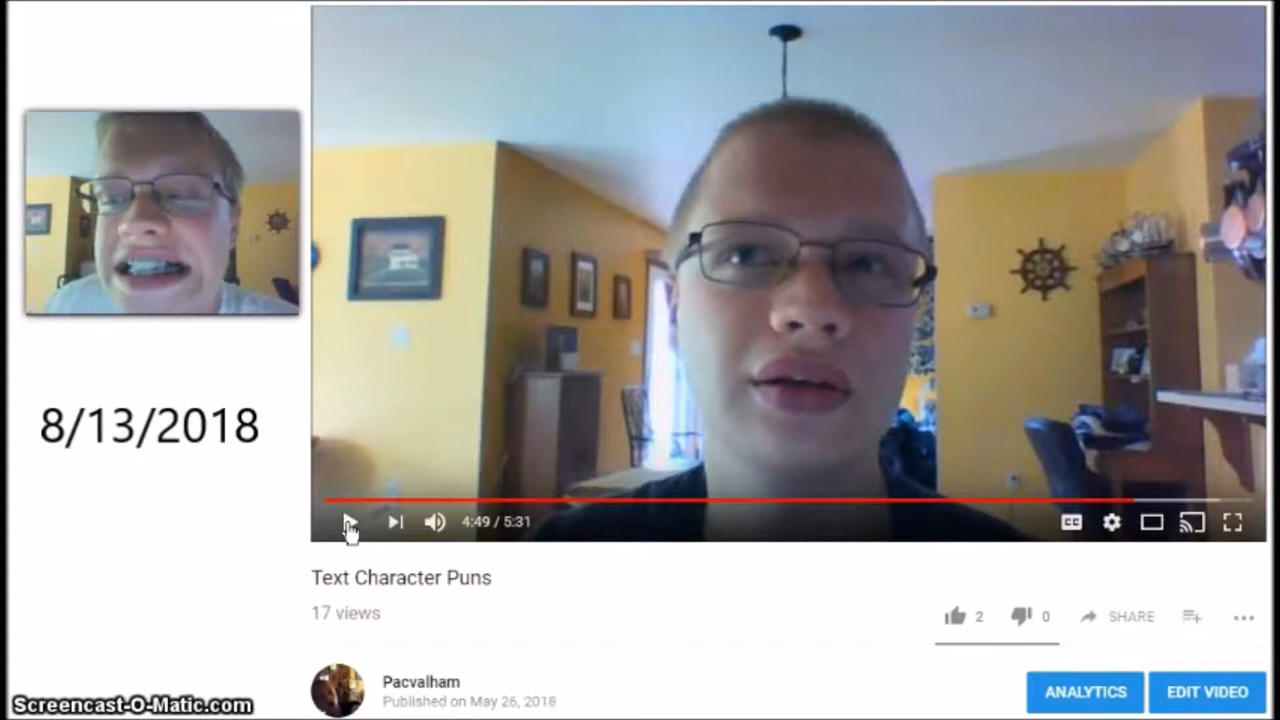 8/13/2018
4:49 / 5:31
CC
Text Character Puns
17 views
2
0
SHARE
Pacvalham
Published on May 26, 2018
ANALYTICS
EDIT VIDEO
Screencast-O-Matic.com